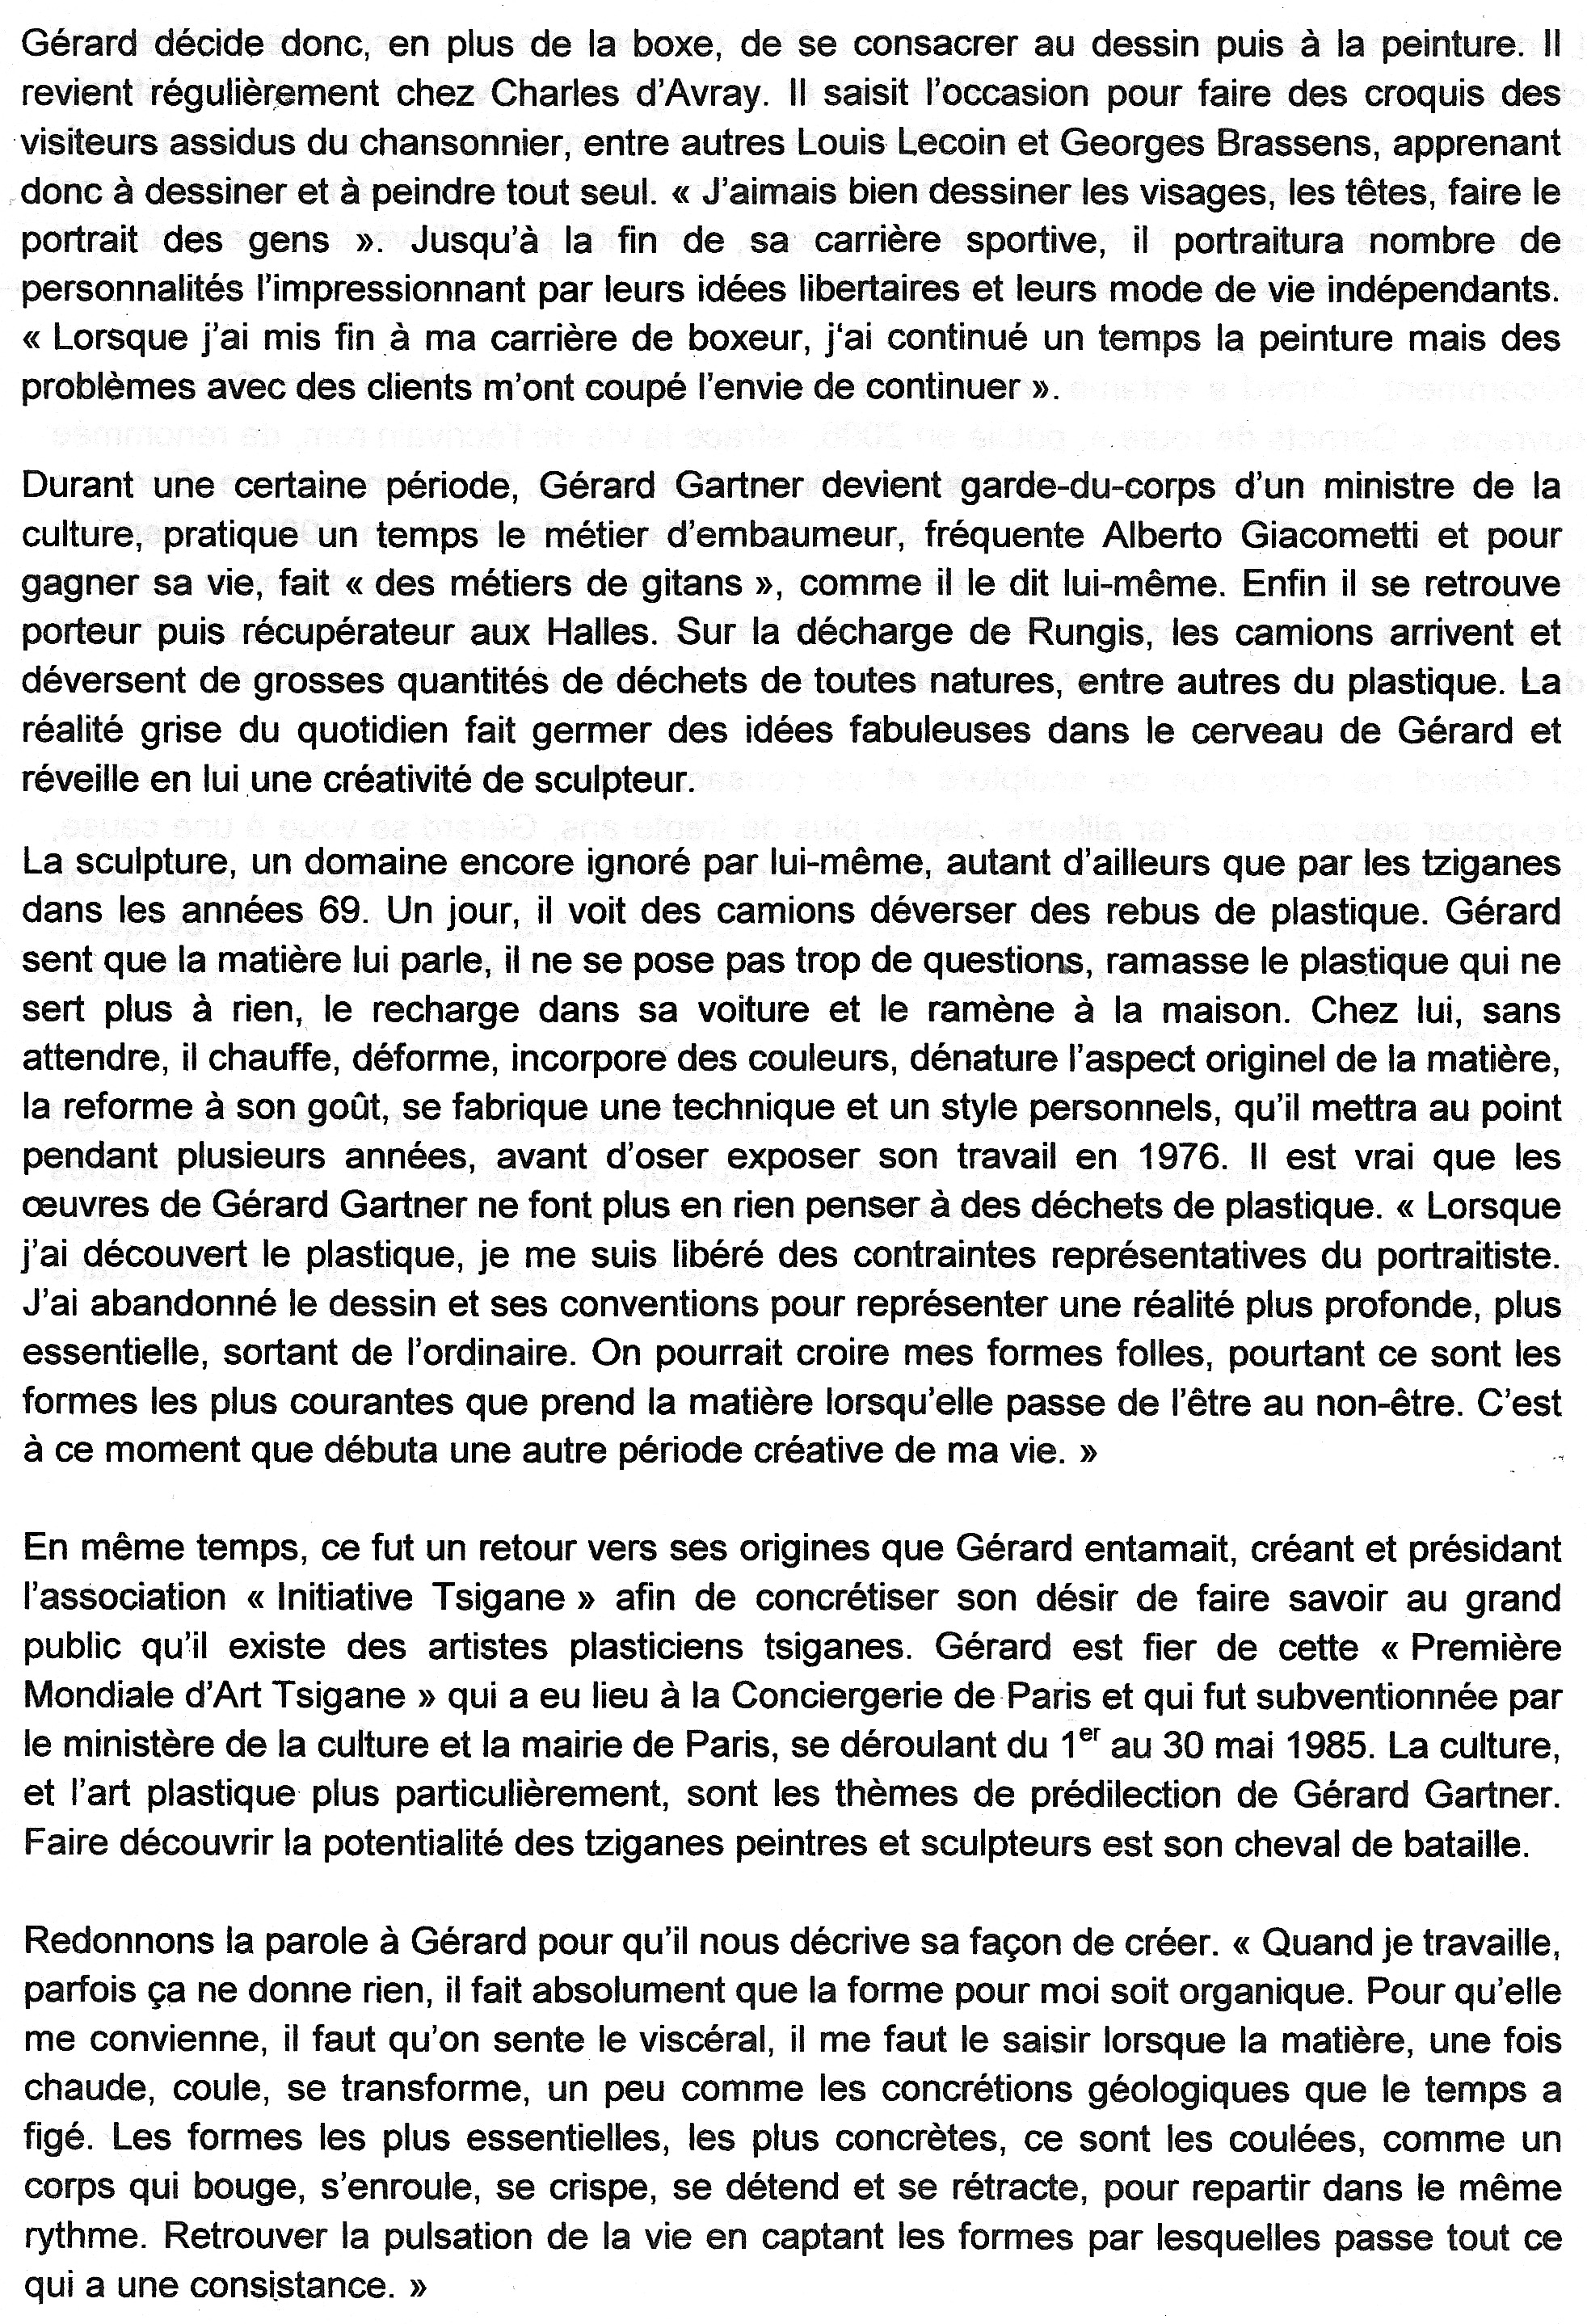 Gérard décide donc, en plus de la boxe, de se consacrer au dessin puis à la peinture. Il
revient régulièrement chez Charles d'Avray. Il saisit l'occasion pour faire des croquis des
visiteurs assidus du chansonnier, entre autres Louis Lecoin et Georges Brassens, apprenant
donc à dessiner et à peindre tout seul. « J'aimais bien dessiner les visages, les têtes, faire le
portrait des gens ». Jusqu'à la fin de sa carrière sportive, il portraitura nombre de
personnalités l'impressionnant par leurs idées libertaires et leurs mode de vie indépendants.
« Lorsque j'ai mis fin à ma carrière de boxeur, j'ai continué un temps la peinture mais des
problèmes avec des clients m'ont coupé l'envie de continuer ».

Durant une certaine période, Gérard Gartner devient garde-du-corps d'un ministre de la
culture, pratique un temps le métier d'embaumeur, fréquente Alberto Giacometti et pour
gagner sa vie, fait « des métiers de gitans », comme il le dit lui-même. Enfin il se retrouve
porteur puis récupérateur aux Halles. Sur la décharge de Rungis, les camions arrivent et
déversent de grosses quantités de déchets de toutes natures, entre autres du plastique. La
réalité grise du quotidien fait germer des idées fabuleuses dans le cerveau de Gérard et
réveille en lui une créativité de sculpteur.

La sculpture, un domaine encore ignoré par lui-même, autant d'ailleurs que par les tziganes
dans les années 69. Un jour, il voit des camions déverser des rebus de plastique. Gérard
sent que la matière lui parle, il ne se pose pas trop de questions, ramasse le plastique qui ne
sert plus à rien, le recharge dans sa voiture et le ramène à la maison. Chez lui, sans
attendre, il chauffe, déforme, incorpore des couleurs, dénature l'aspect originel de la matière,
la reforme à son goût, se fabrique une technique et un style personnels, qu'il mettra au point
pendant plusieurs années, avant d'oser exposer son travail en 1976. Il est vrai que les
œuvres de Gérard Gartner ne font plus en rien penser à des déchets de plastique. « Lorsque
j'ai découvert le plastique, je me suis libéré des contraintes représentatives du portraitiste.
J'ai abandonné le dessin et ses conventions pour représenter une réalité plus profonde, plus
essentielle, sortant de l'ordinaire. On pourrait croire mes formes folles, pourtant ce sont les
formes les plus courantes que prend la matière lorsqu'elle passe de l'être au non-être. C'est
à ce moment que débuta une autre période créative de ma vie. »

En même temps, ce fut un retour vers ses origines que Gérard entamait, créant et présidant
l'association « Initiative Tsigane » afin de concrétiser son désir de faire savoir au grand
public qu'il existe des artistes plasticiens tsiganes. Gérard est fier de cette « Première
Mondiale d'Art Tsigane » qui a eu lieu à la Conciergerie de Paris et qui fut subventionnée par
le ministère de la culture et la mairie de Paris, se déroulant du 1er au 30 mai 1985. La culture,
et l'art plastique plus particulièrement, sont les thèmes de prédilection de Gérard Gartner.
Faire découvrir la potentialité des tziganes peintres et sculpteurs est son cheval de bataille.

Redonnons la parole à Gérard pour qu'il nous décrive sa façon de créer. « Quand je travaille,
parfois ça ne donne rien, il fait absolument que la forme pour moi soit organique. Pour qu'elle
me convienne, il faut qu'on sente le viscéral, il me faut le saisir lorsque la matière, une fois
chaude, coule, se transforme, un peu comme les concrétions géologiques que le temps a
figé. Les formes les plus essentielles, les plus concrètes, ce sont les coulées, comme un
corps qui bouge, s'enroule, se crispe, se détend et se rétracte, pour repartir dans le même
rythme. Retrouver la pulsation de la vie en captant les formes par lesquelles passe tout ce
qui a une consistance. »